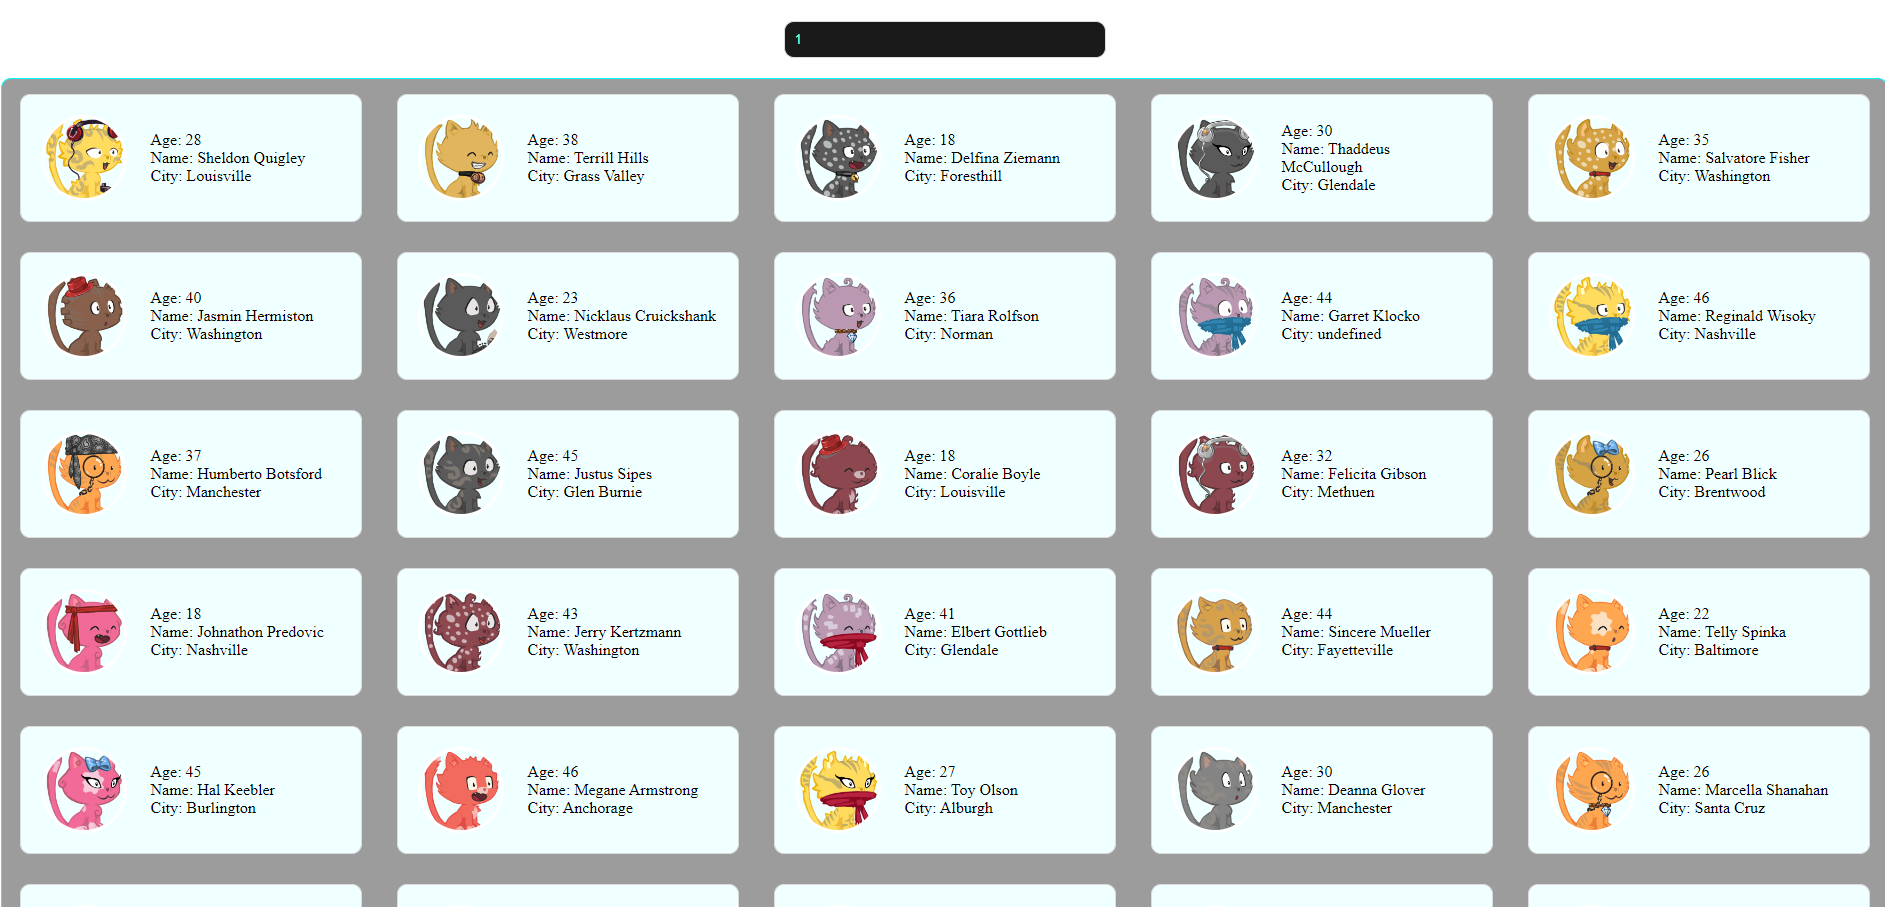 1
Age: 28
Name: Sheldon Quigley
City: Louisville
Age: 38
Name: Terrill Hills
City: Grass Valley
Age: 18
Name: Delfina Ziemann
City: Foresthill
Age: 30
Name: Thaddeus
McCullough
City: Glendale
Age: 35
Name: Salvatore Fisher
City: Washington
Age: 40
Name: Jasmin Hermiston
City: Washington
Age: 23
Name: Nicklaus Cruickshank
City: Westmore
Age: 36
Name: Tiara Rolfson
City: Norman
Age: 44
Name: Garret Klocko
City: undefined
Age: 46
Name: Reginald Wisoky
City: Nashville
Age: 37
Name: Humberto Botsford
City: Manchester
Age: 45
Name: Justus Sipes
City: Glen Burnie
Age: 18
Name: Coralie Boyle
City: Louisville
Age: 32
Name: Felicita Gibson
City: Methuen
Age: 26
Name: Pearl Blick
City: Brentwood
Age: 18
Name: Johnathon Predovic
City: Nashville
Age: 43
Name: Jerry Kertzmann
City: Washington
Age: 41
Name: Elbert Gottlieb
City: Glendale
Age: 44
Name: Sincere Mueller
City: Fayetteville
Age: 22
Name: Telly Spinka
City: Baltimore
Age: 45
Name: Hal Keebler
City: Burlington
Age: 46
Name: Megane Armstrong
City: Anchorage
Age: 27
Name: Toy Olson
City: Alburgh
Age: 30
Name: Deanna Glover
City: Manchester
Age: 26
Name: Marcella Shanahan
City: Santa Cruz